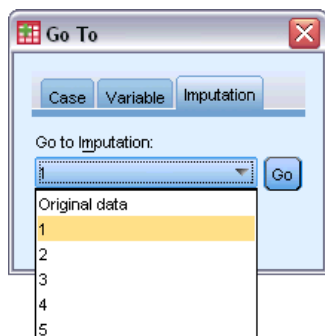 Go To
Case Variable Imputation
Go to Imputation:
1 Go
Original data
1
2
3
4
5